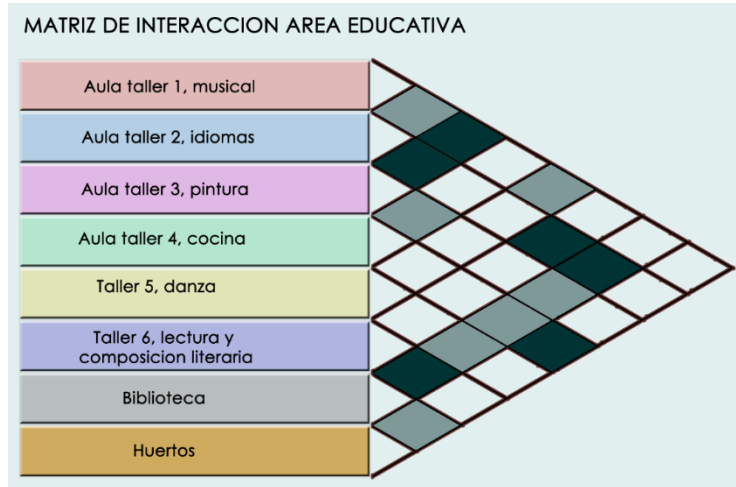 MATRIZ DE INTERACCION AREA EDUCATIVA
Aula taller 1, musical
Aula taller 2, idiomas
Aula taller 3, pintura
Aula taller 4, cocina
Taller 5, danza
Taller 6, lectura y
composicion literaria
Biblioteca
Huertos